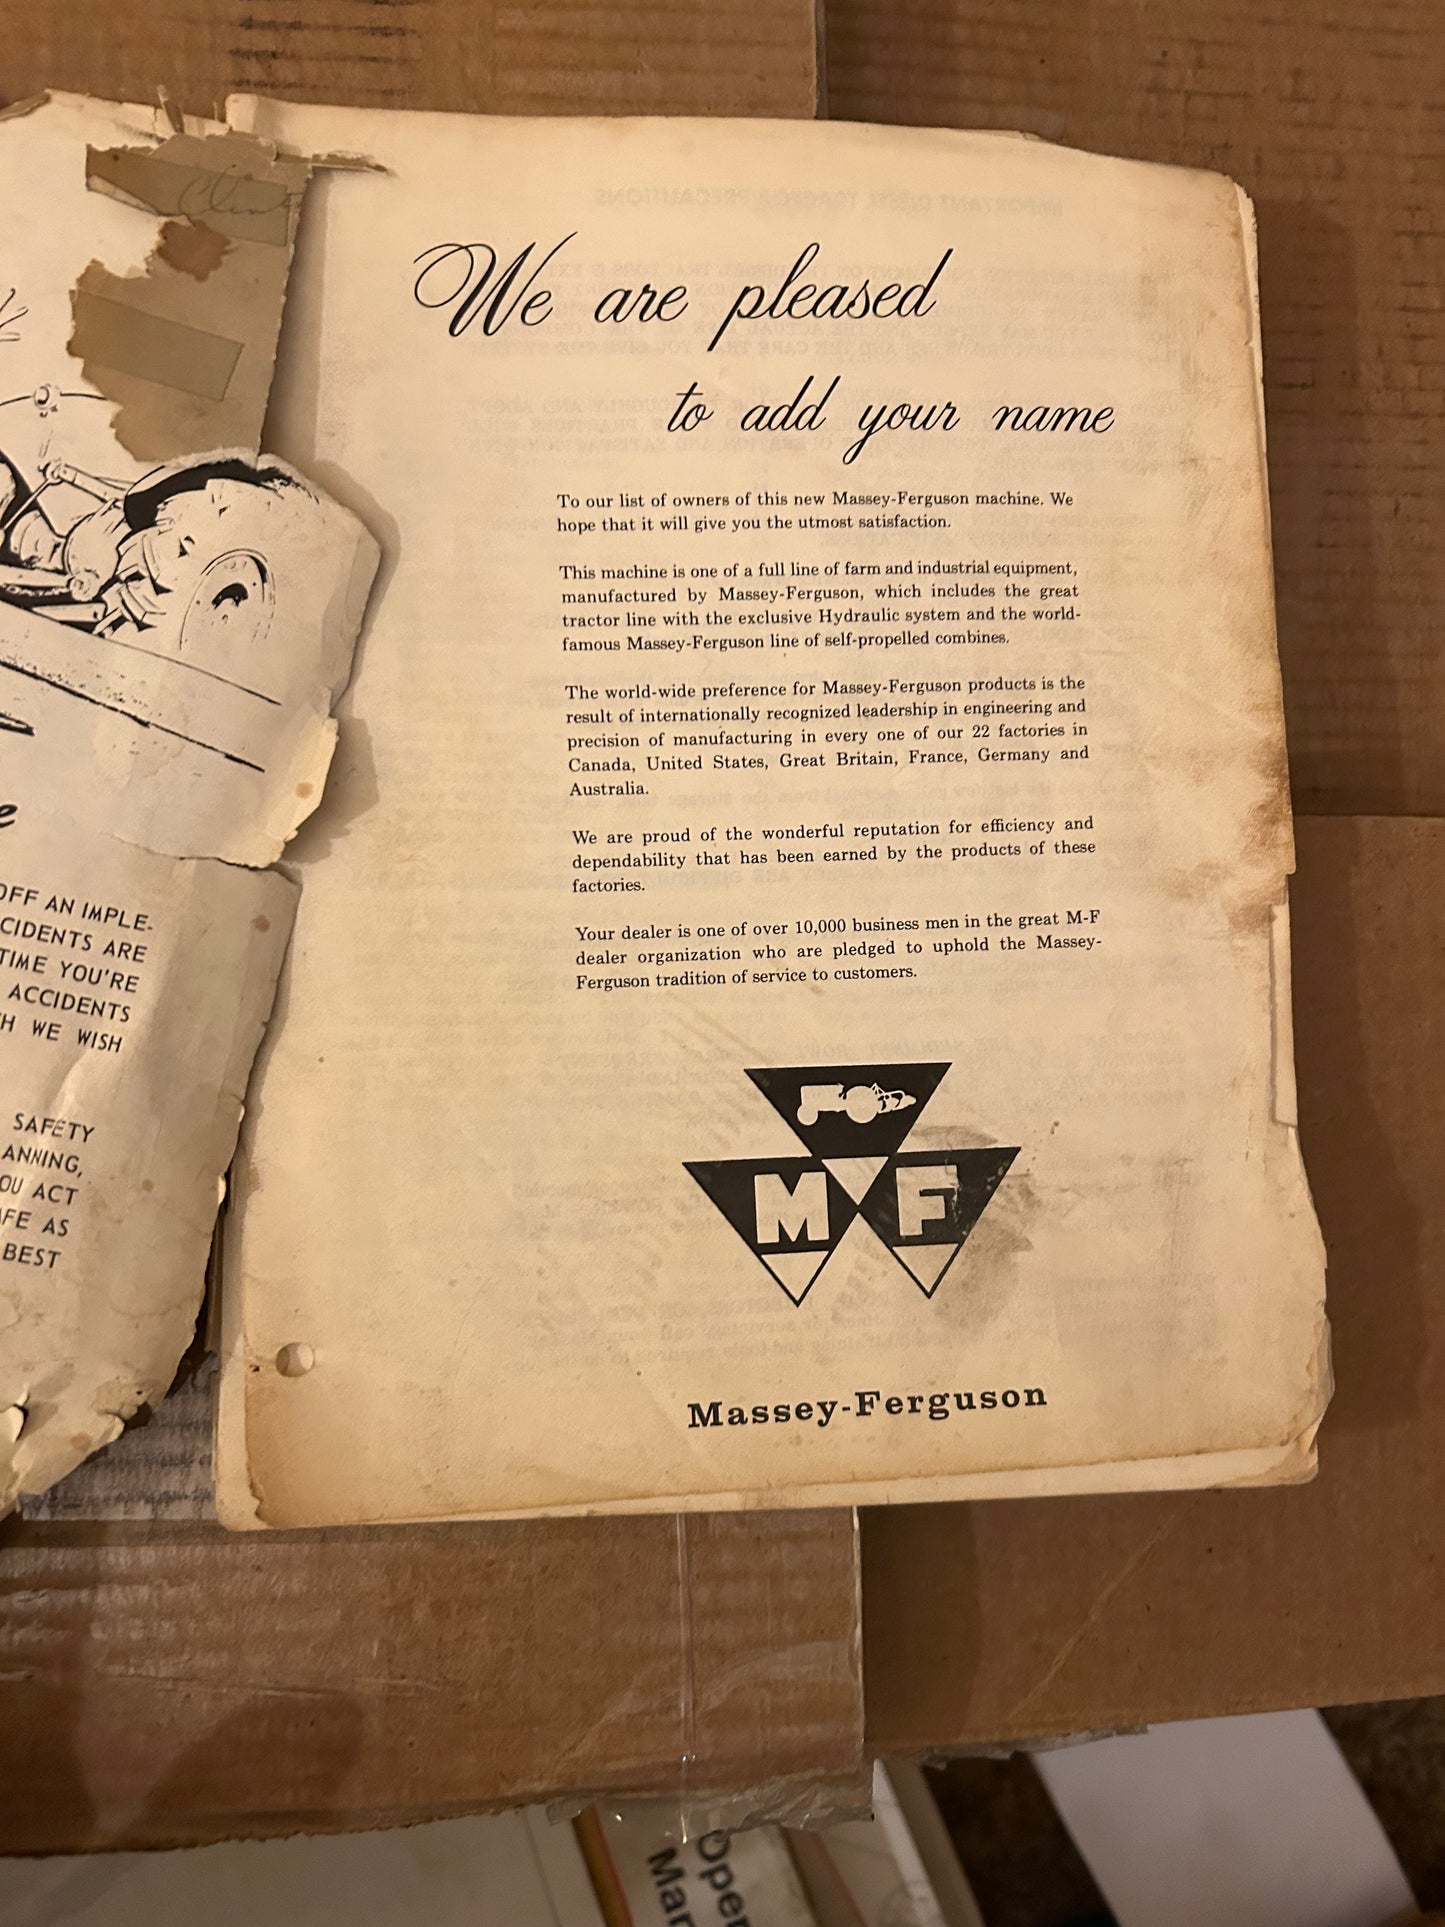 Clint
e
OFF AN IMPLE-
CCIDENTS ARE
TIME YOU'RE
ACCIDENTS
CH WE WISH
SAFETY
ANNING,
OU ACT
FE AS
BEST
We are pleased
to add your name
To our list of owners of this new Massey-Ferguson machine. We
hope that it will give you the utmost satisfaction.
This machine is one of a full line of farm and industrial equipment,
manufactured by Massey-Ferguson, which includes the great
tractor line with the exclusive Hydraulic system and the world-
famous Massey-Ferguson line of self-propelled combines.
The world-wide preference for Massey-Ferguson products is the
result of internationally recognized leadership in engineering and
precision of manufacturing in every one of our 22 factories in
Canada, United States, Great Britain, France, Germany and
Australia.
We are proud of the wonderful reputation for efficiency and
dependability that has been earned by the products of these
factories.
Your dealer is one of over 10,000 business men in the great M-F
dealer organization who are pledged to uphold the Massey-
Ferguson tradition of service to customers.
M F
Massey-Ferguson
Oper
Man